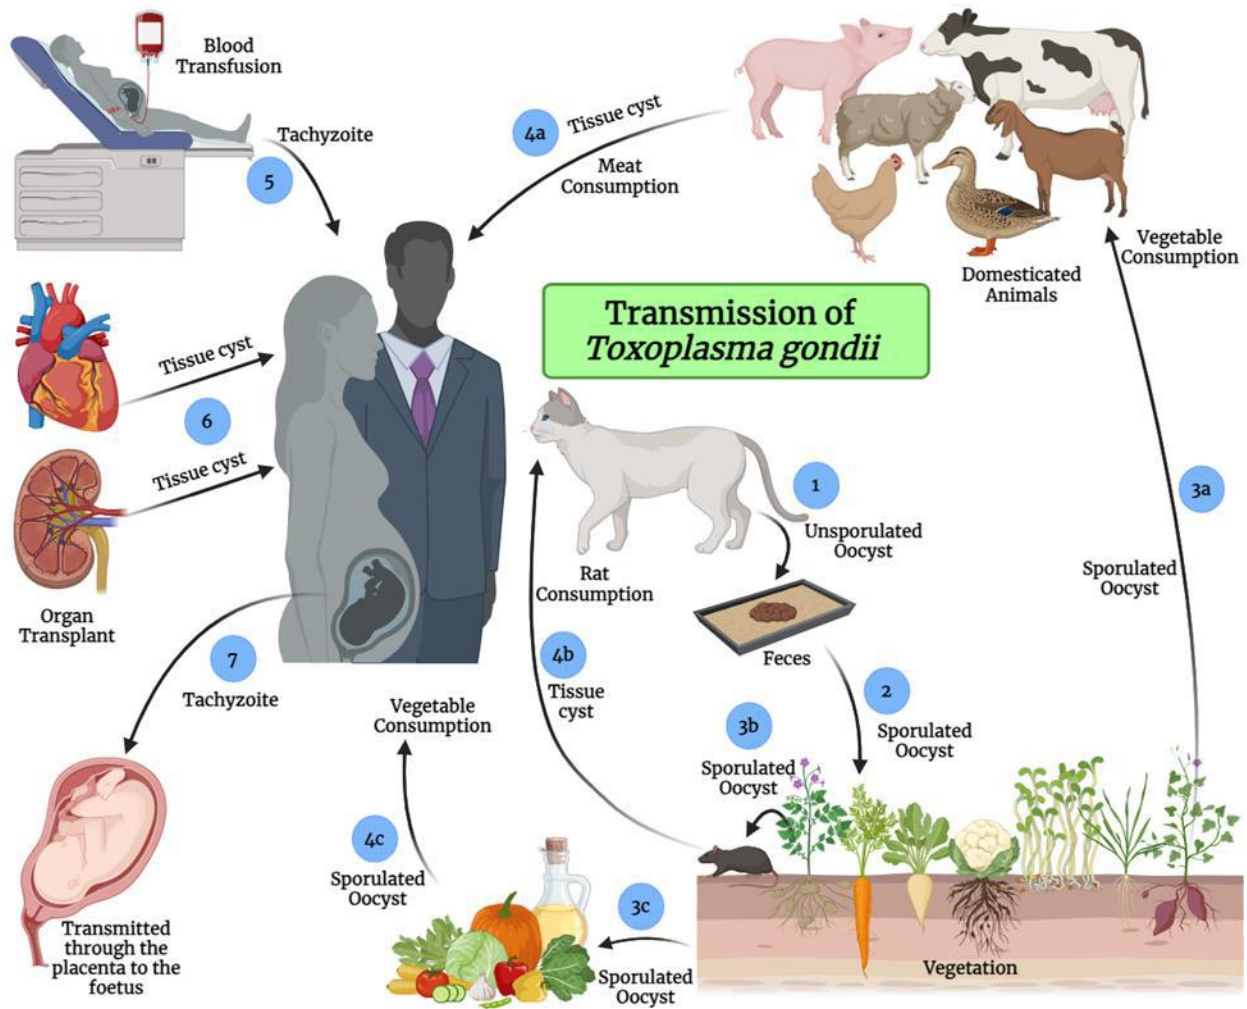 Blood
Transfusion
Tachyzoite
5
4a
Tissue cyst
Meat
Consumption
Domesticated
Animals
Vegetable
Consumption
Transmission of
Toxoplasma gondii
Tissue cyst
6
Tissue cyst
Organ
Transplant
1
Unsporulated
Oocyst
Rat
Consumption
Feces
3a
Sporulated
Oocyst
7
Tachyzoite
4b
Tissue
cyst
2
Sporulated
Oocyst
Vegetable
Consumption
3b
Sporulated
Oocyst
4c
Sporulated
Oocyst
3c
Sporulated
Oocyst
Vegetation
Transmitted
through the
placenta to the
foetus